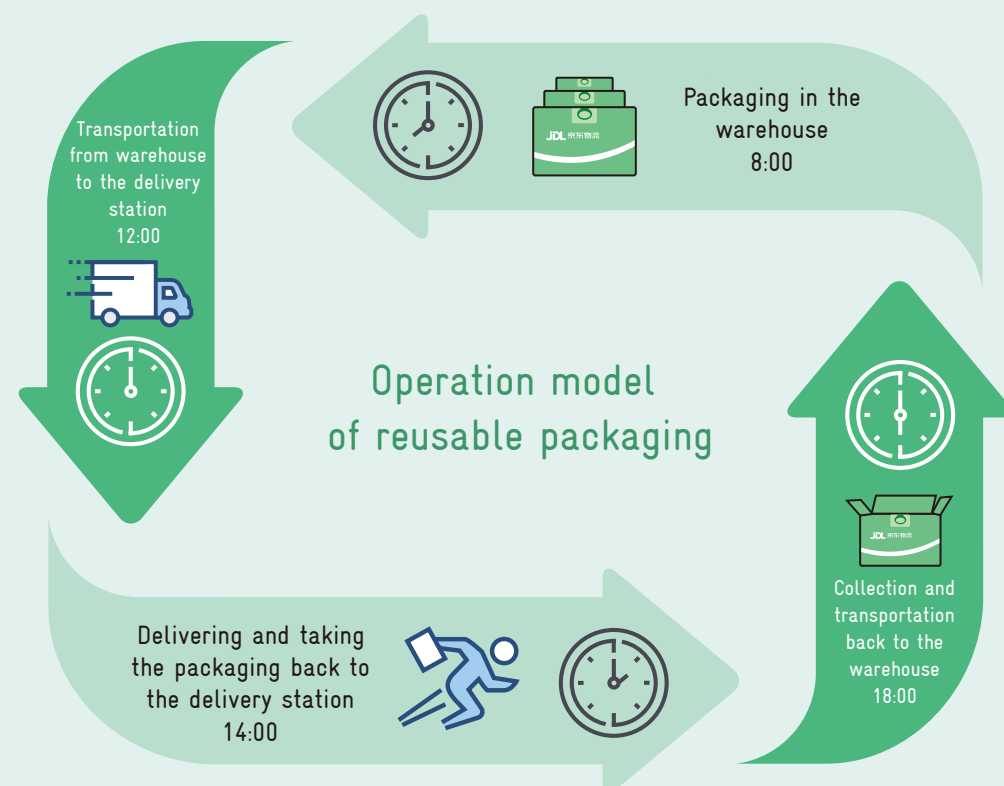 Packaging in the
warehouse
8:00
JDL 京东物流
Transportation
from warehouse
to the delivery
station
12:00
Operation model
of reusable packaging
Delivering and taking
the packaging back to
the delivery station
14:00
JDL 京东物流
Collection and
transportation
back to the
warehouse
18:00